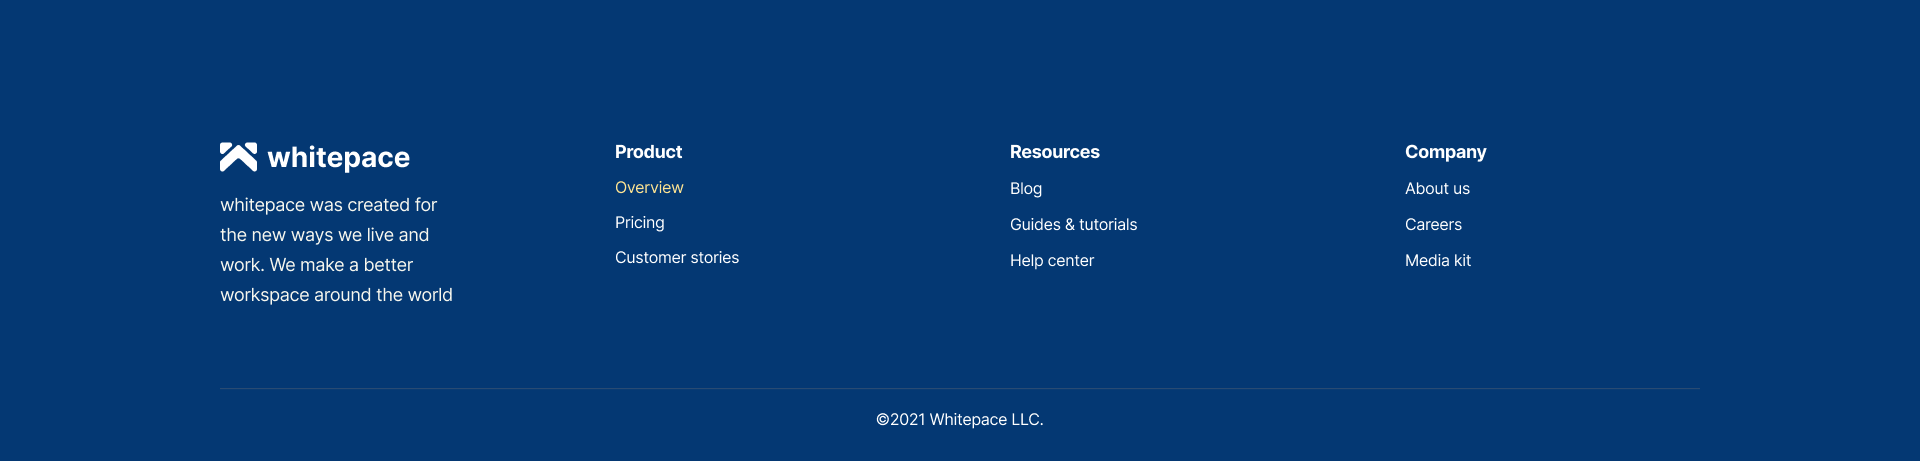 whitepace
whitepace was created for
the new ways we live and
work. We make a better
workspace around the world
Product
Overview
Pricing
Customer stories
Resources
Blog
Guides & tutorials
Help center
Company
About us
Careers
Media kit
©2021 Whitepace LLC.